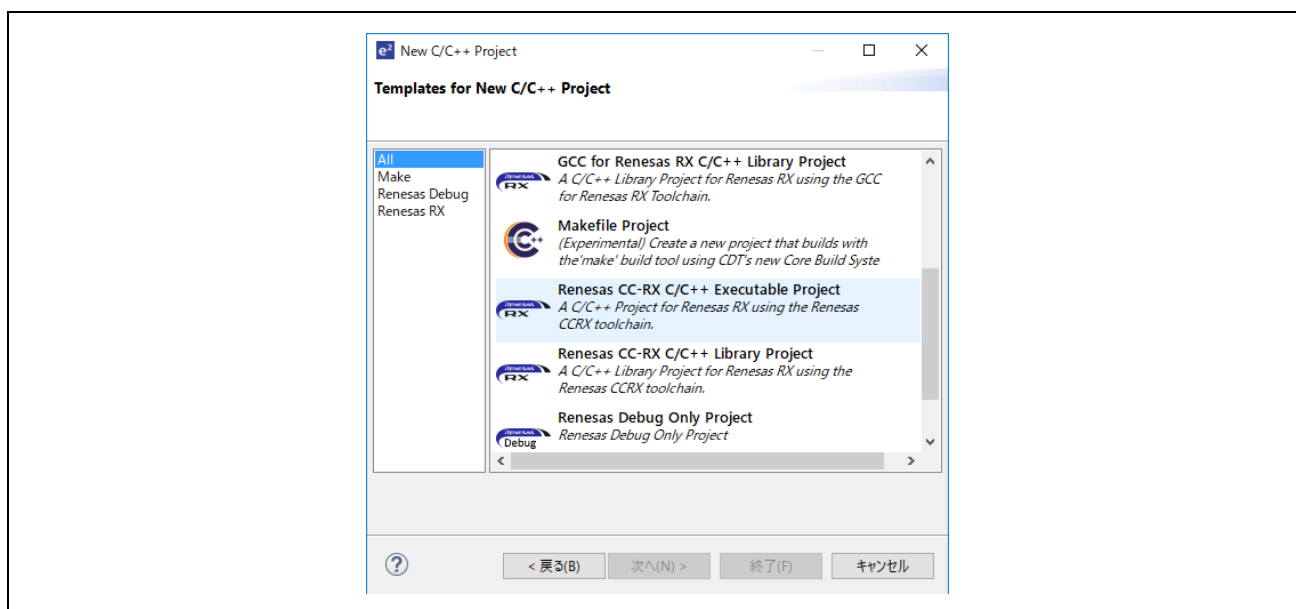 e² New C/C++ Project
Templates for New C/C++ Project
All
Make
Renesas Debug
Renesas RX
GCC for Renesas RX C/C++ Library Project
A C/C++ Library Project for Renesas RX using the GCC
for Renesas RX Toolchain.
Makefile Project
(Experimental) Create a new project that builds with
the'make' build tool using CDT's new Core Build Syste
Renesas CC-RX C/C++ Executable Project
A C/C++ Project for Renesas RX using the Renesas
CCRX toolchain.
Renesas CC-RX C/C++ Library Project
A C/C++ Library Project for Renesas RX using the
Renesas CCRX toolchain.
Renesas Debug Only Project
Renesas Debug Only Project
RENESAS
RX
C++
RENESAS
RX
RENESAS
RX
RENESAS
Debug
?
< 戻る(B)
次へ(N) >
終了(F)
キャンセル